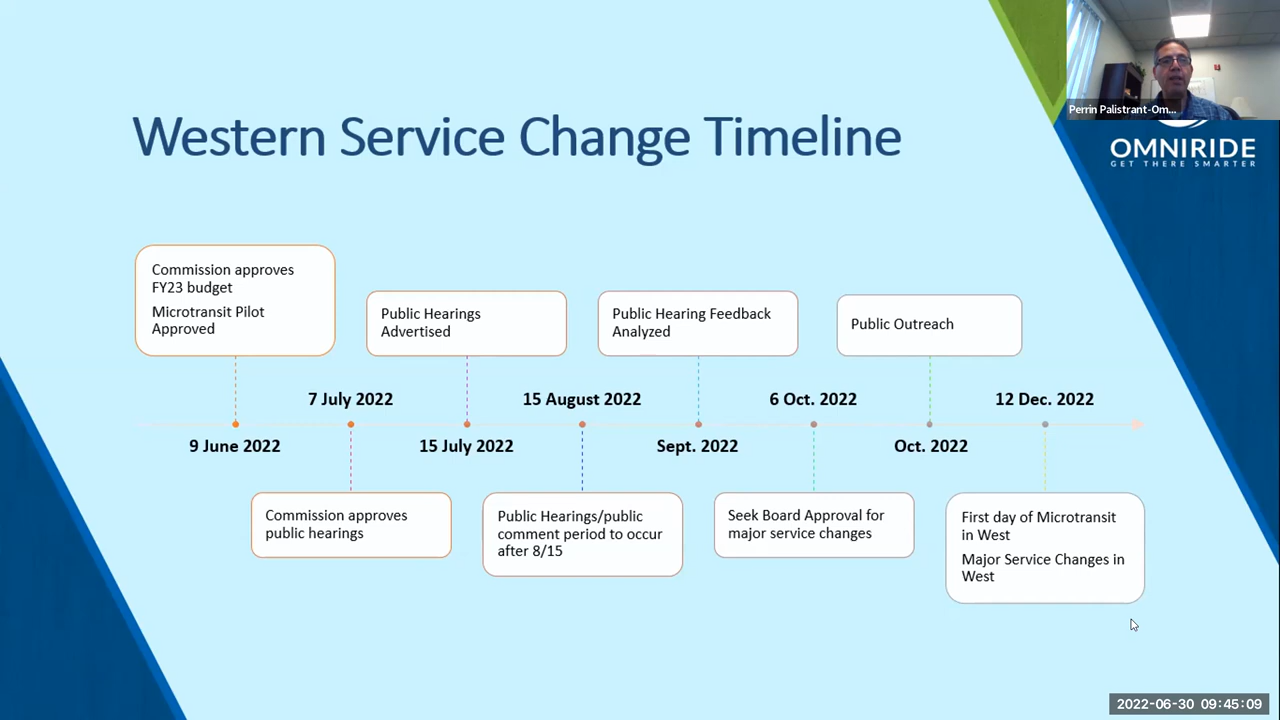 Perrin Palistrant-Om...
OMNIRIDE
GET THERE SMARTER
Western Service Change Timeline
Commission approves
FY23 budget
Microtransit Pilot
Approved
Public Hearings
Advertised
Public Hearing Feedback
Analyzed
Public Outreach
7 July 2022
15 August 2022
6 Oct. 2022
12 Dec. 2022
9 June 2022
15 July 2022
Sept. 2022
Oct. 2022
Commission approves
public hearings
Public Hearings/public
comment period to occur
after 8/15
Seek Board Approval for
major service changes
First day of Microtransit
in West
Major Service Changes in
West
2022-06-30 09:45:09